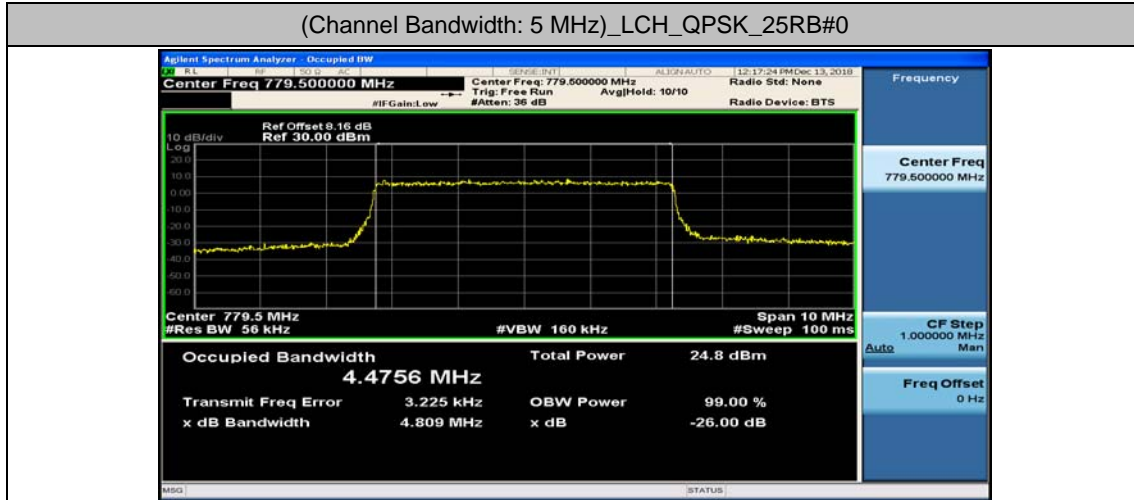 (Channel Bandwidth: 5 MHz)_LCH_QPSK_25RB#0
Agilent Spectrum Analyzer - Occupied BW
RL RF 50 Ω AC SENSE:INT ALIGN AUTO 12:17:24 PM Dec 13, 2018
Center Freq 779.500000 MHz
Center Freq: 779.500000 MHz
Radio Std: None
Trig: Free Run Avg|Hold: 10/10
#IFGain:Low #Atten: 36 dB Radio Device: BTS
Ref Offset 8.16 dB
10 dB/div Ref 30.00 dBm
Log
20.0
10.0
0.00
-10.0
-20.0
-30.0
-40.0
-50.0
-60.0
Center 779.5 MHz Span 10 MHz
#Res BW 56 kHz #VBW 160 kHz #Sweep 100 ms
Occupied Bandwidth Total Power 24.8 dBm
4.4756 MHz
Transmit Freq Error 3.225 kHz OBW Power 99.00 %
x dB Bandwidth 4.809 MHz x dB -26.00 dB
MSG STATUS
Frequency
Center Freq
779.500000 MHz
CF Step
1.000000 MHz
Auto Man
Freq Offset
0 Hz